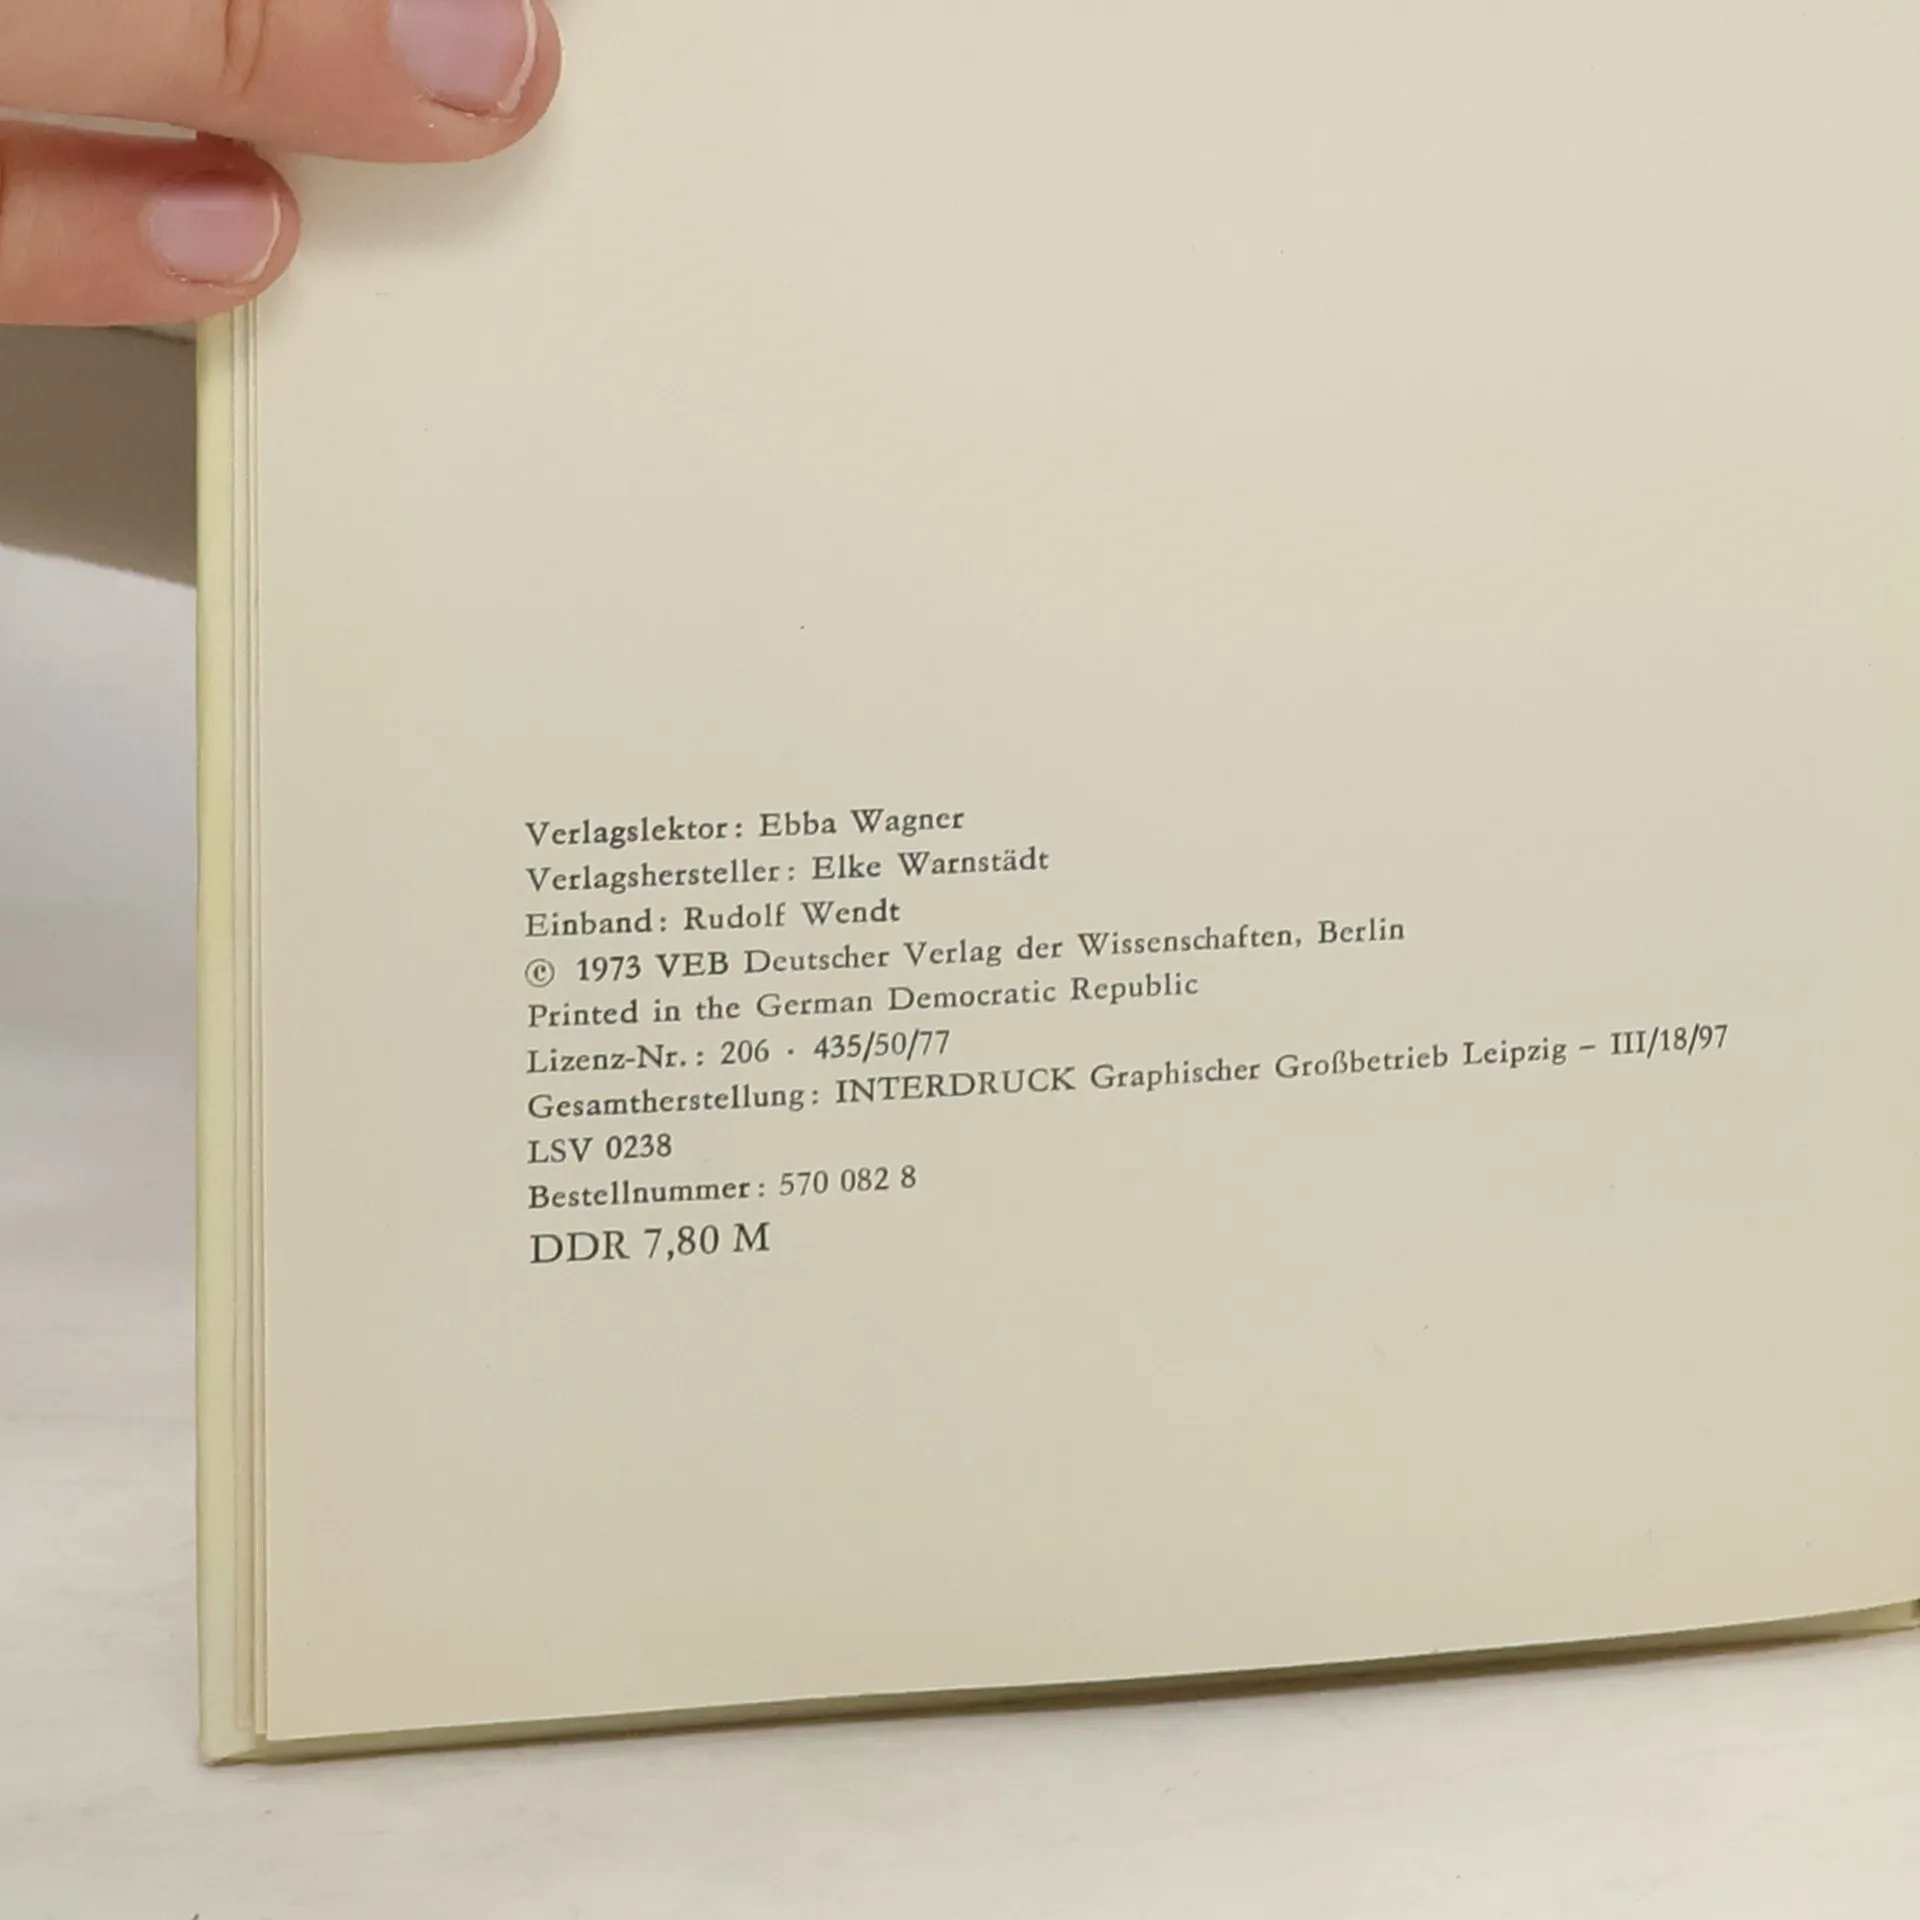 Verlagslektor: Ebba Wagner
Verlagshersteller: Elke Warnstädt
Einband: Rudolf Wendt
© 1973 VEB Deutscher Verlag der Wissenschaften, Berlin
Printed in the German Democratic Republic
Lizenz-Nr.: 206 · 435/50/77
Gesamtherstellung: INTERDRUCK Graphischer Großbetrieb Leipzig – III/18/97
LSV 0238
Bestellnummer: 570 082 8
DDR 7,80 M